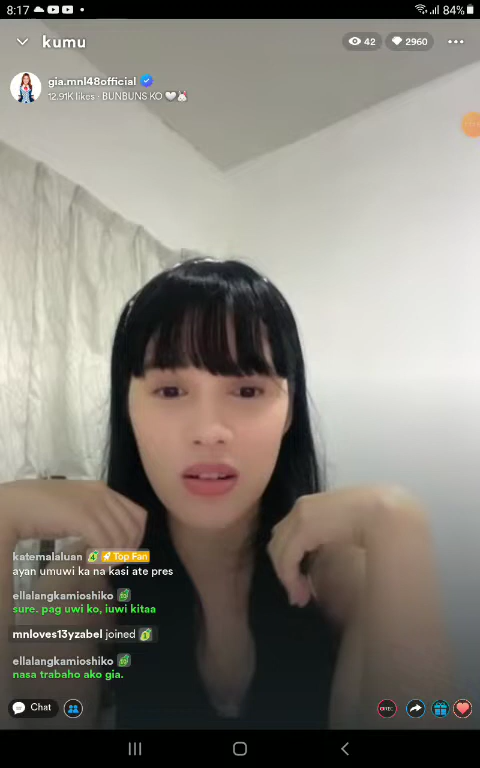 8:17
84%
kumu
42
2960
gia.mnl48official
12.91K likes · BUNBUNS KO
katemalaluan 4 Top Fan
ayan umuwi ka na kasi ate pres
ellalangkamioshiko
sure. pag uwi ko, iuwi kitaa
mnloves13yzabel joined 1
ellalangkamioshiko
nasa trabaho ako gia.
Chat